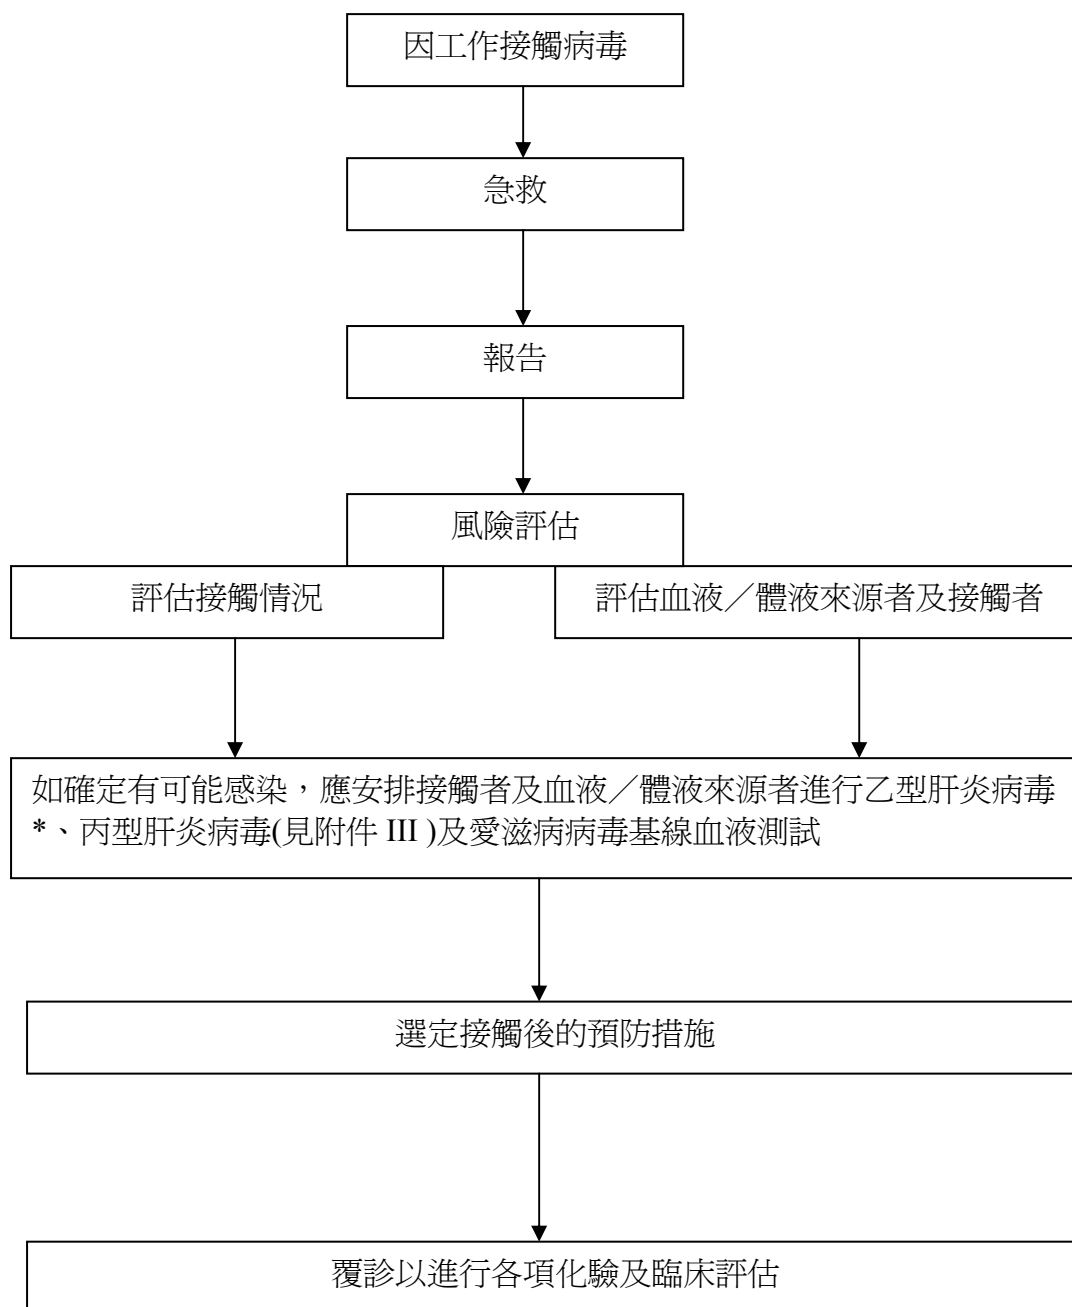 因工作接觸病毒
急救
報告
風險評估
評估接觸情況
評估血液／體液來源者及接觸者
如確定有可能感染，應安排接觸者及血液／體液來源者進行乙型肝炎病毒
*、丙型肝炎病毒(見附件 III )及愛滋病病毒基線血液測試
選定接觸後的預防措施
覆診以進行各項化驗及臨床評估